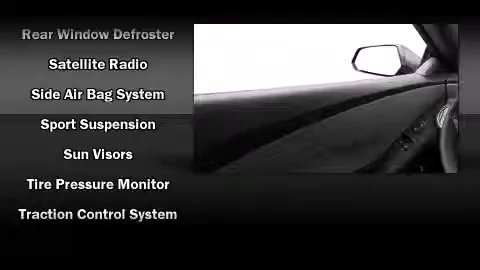 Rear Window Defroster
Satellite Radio
Side Air Bag System
Sport Suspension
Sun Visors
Tire Pressure Monitor
Traction Control System